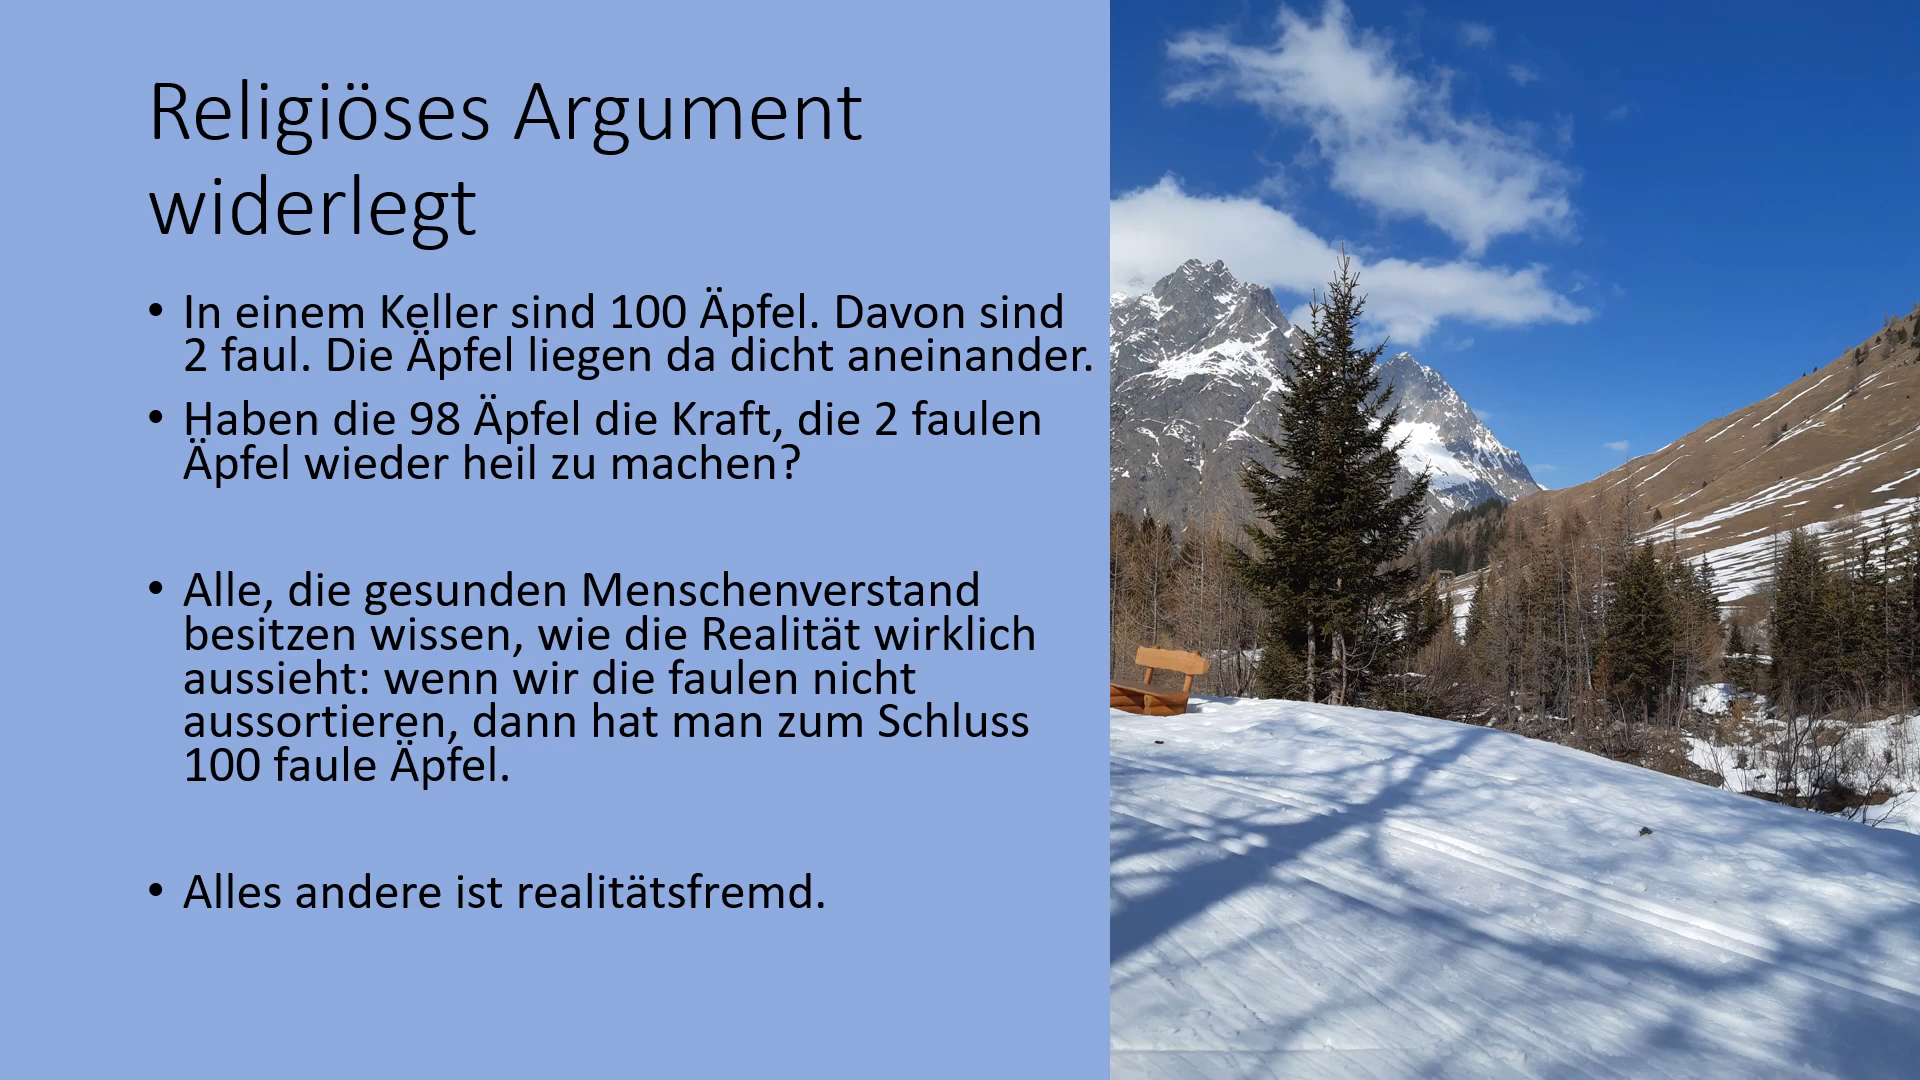 Religiöses Argument
widerlegt
• In einem Keller sind 100 Äpfel. Davon sind
2 faul. Die Äpfel liegen da dicht aneinander.
• Haben die 98 Äpfel die Kraft, die 2 faulen
Äpfel wieder heil zu machen?
• Alle, die gesunden Menschenverstand
besitzen wissen, wie die Realität wirklich
aussieht: wenn wir die faulen nicht
aussortieren, dann hat man zum Schluss
100 faule Äpfel.
• Alles andere ist realitätsfremd.